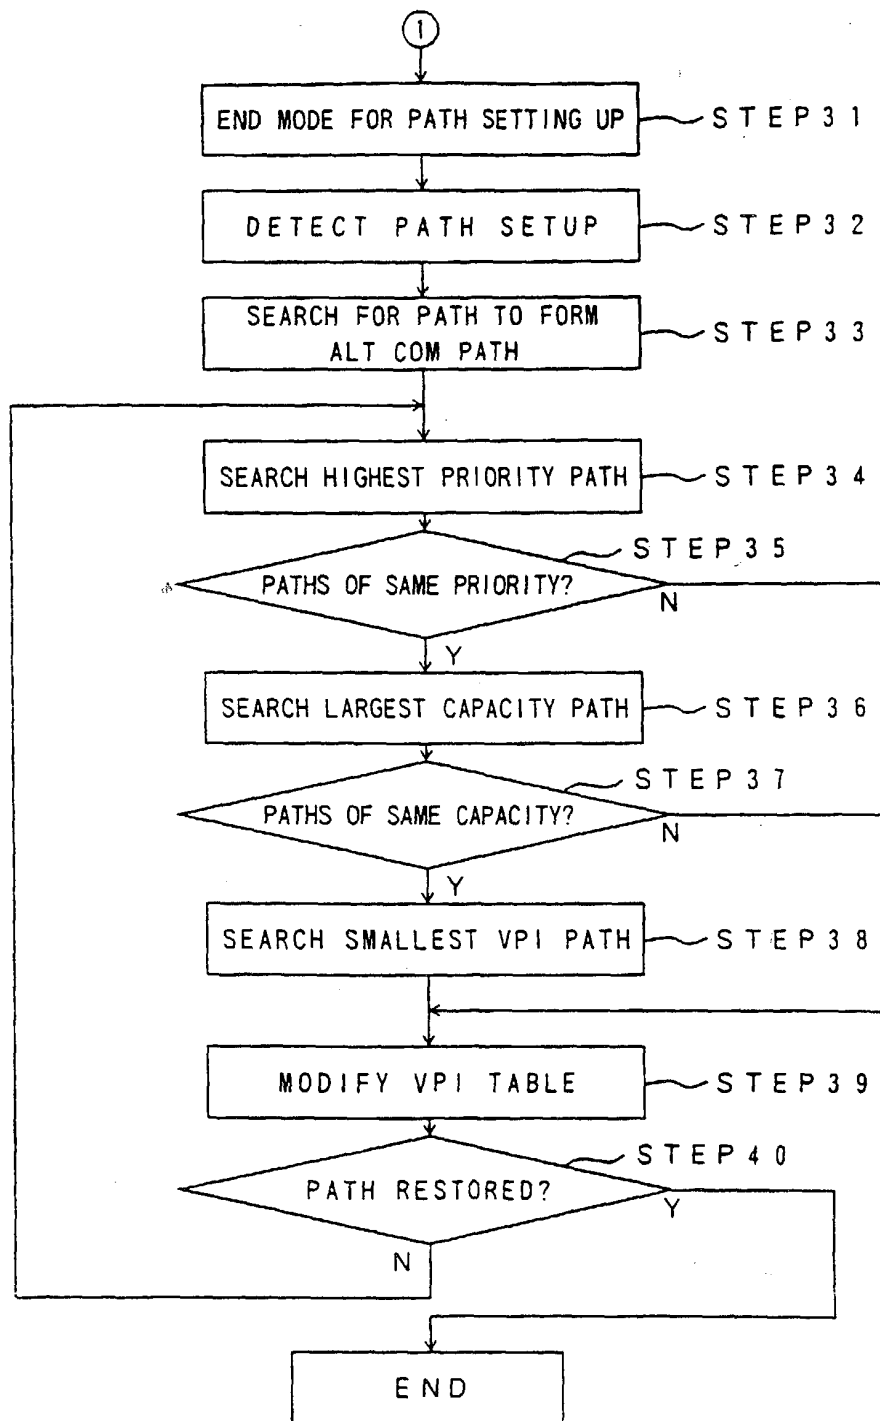 1
END MODE FOR PATH SETTING UP STEP31
DETECT PATH SETUP STEP32
SEARCH FOR PATH TO FORM
ALT COM PATH
STEP33
SEARCH HIGHEST PRIORITY PATH STEP34
STEP35
PATHS OF SAME PRIORITY?
N
Y
SEARCH LARGEST CAPACITY PATH STEP36
STEP37
PATHS OF SAME CAPACITY?
N
Y
SEARCH SMALLEST VPI PATH STEP38
MODIFY VPI TABLE STEP39
STEP40
PATH RESTORED?
Y
N
END